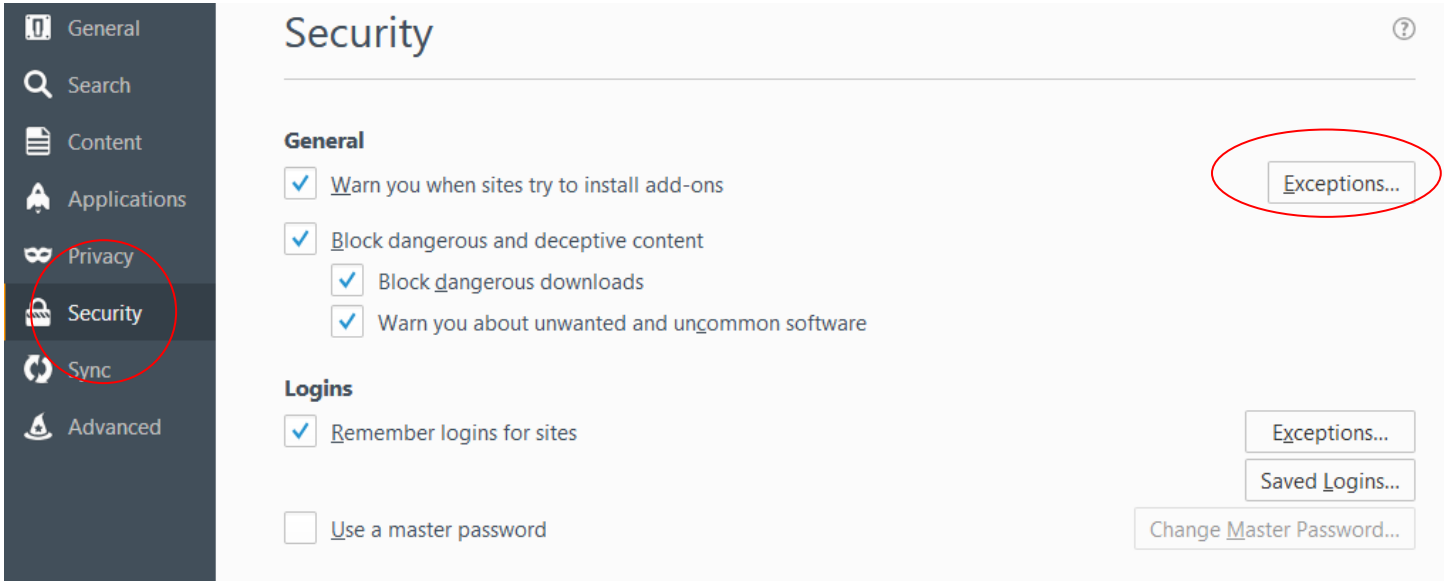 General
Search
Content
Applications
Privacy
Security
Sync
Advanced
Security
?
General
Warn you when sites try to install add-ons
Exceptions...
Block dangerous and deceptive content
Block dangerous downloads
Warn you about unwanted and uncommon software
Logins
Remember logins for sites
Exceptions...
Saved Logins...
Use a master password
Change Master Password...